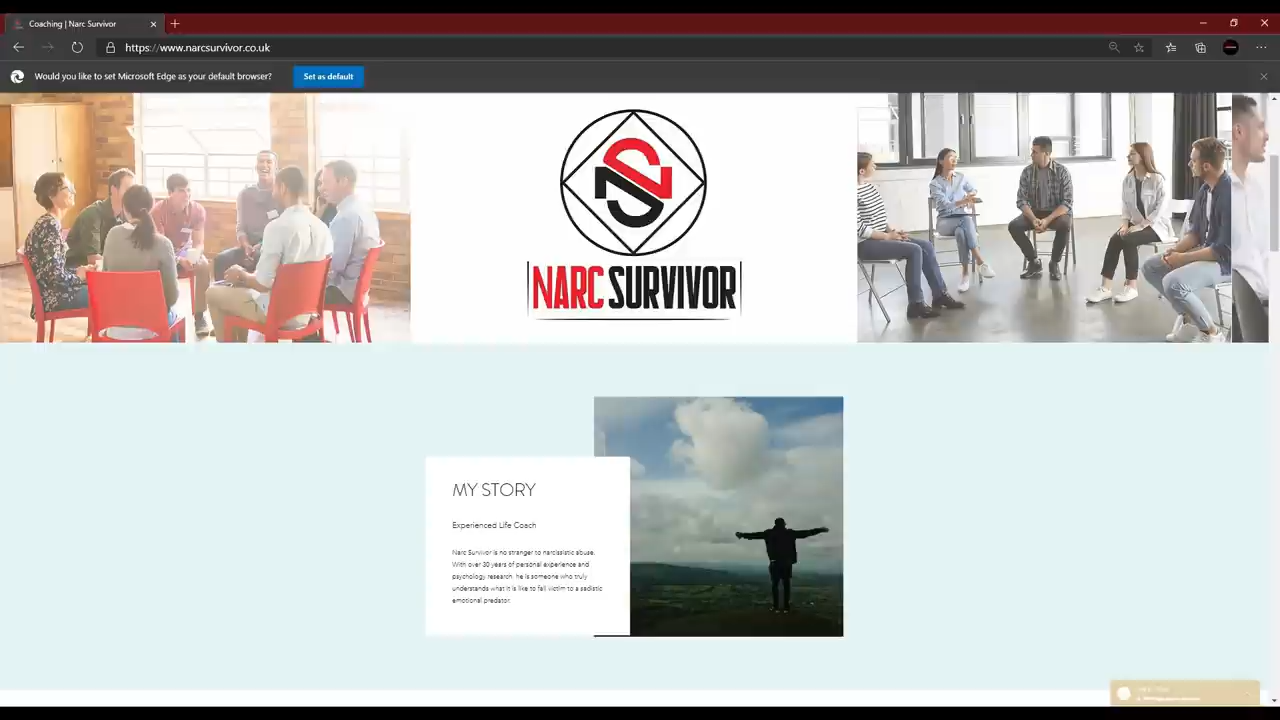 Coaching | Narc Survivor
https://www.narcsurvivor.co.uk
Would you like to set Microsoft Edge as your default browser?
Set as default
NARC SURVIVOR
MY STORY
Experienced Life Coach
Narc Survivor is no stranger to narcissistic abuse.
With over 30 years of personal experience and
psychology research, he is someone who truly
understands what it is like to fall victim to a sadistic
emotional predator.